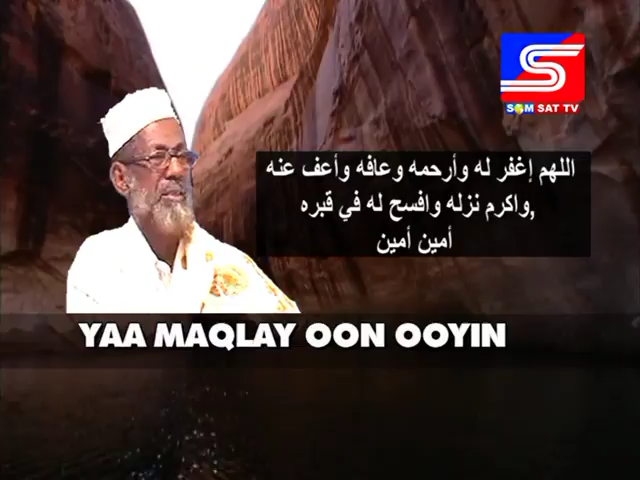 S
SOM SAT TV
اللهم إغفر له وأرحمه وعافه وأعف عنه
,واكرم نزله وافسح له في قبره
أمين أمين
YAA MAQLAY OON OOYIN